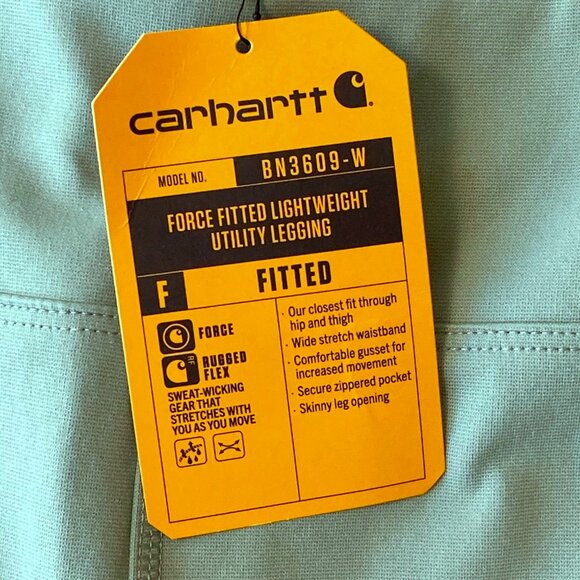 carhartt
MODEL NO. BN3609-W
FORCE FITTED LIGHTWEIGHT
UTILITY LEGGING
F FITTED
FORCE
RUGGED
FLEX
RF
SWEAT-WICKING
GEAR THAT
STRETCHES WITH
YOU AS YOU MOVE
· Our closest fit through
hip and thigh
· Wide stretch waistband
· Comfortable gusset for
increased movement
· Secure zippered pocket
· Skinny leg opening